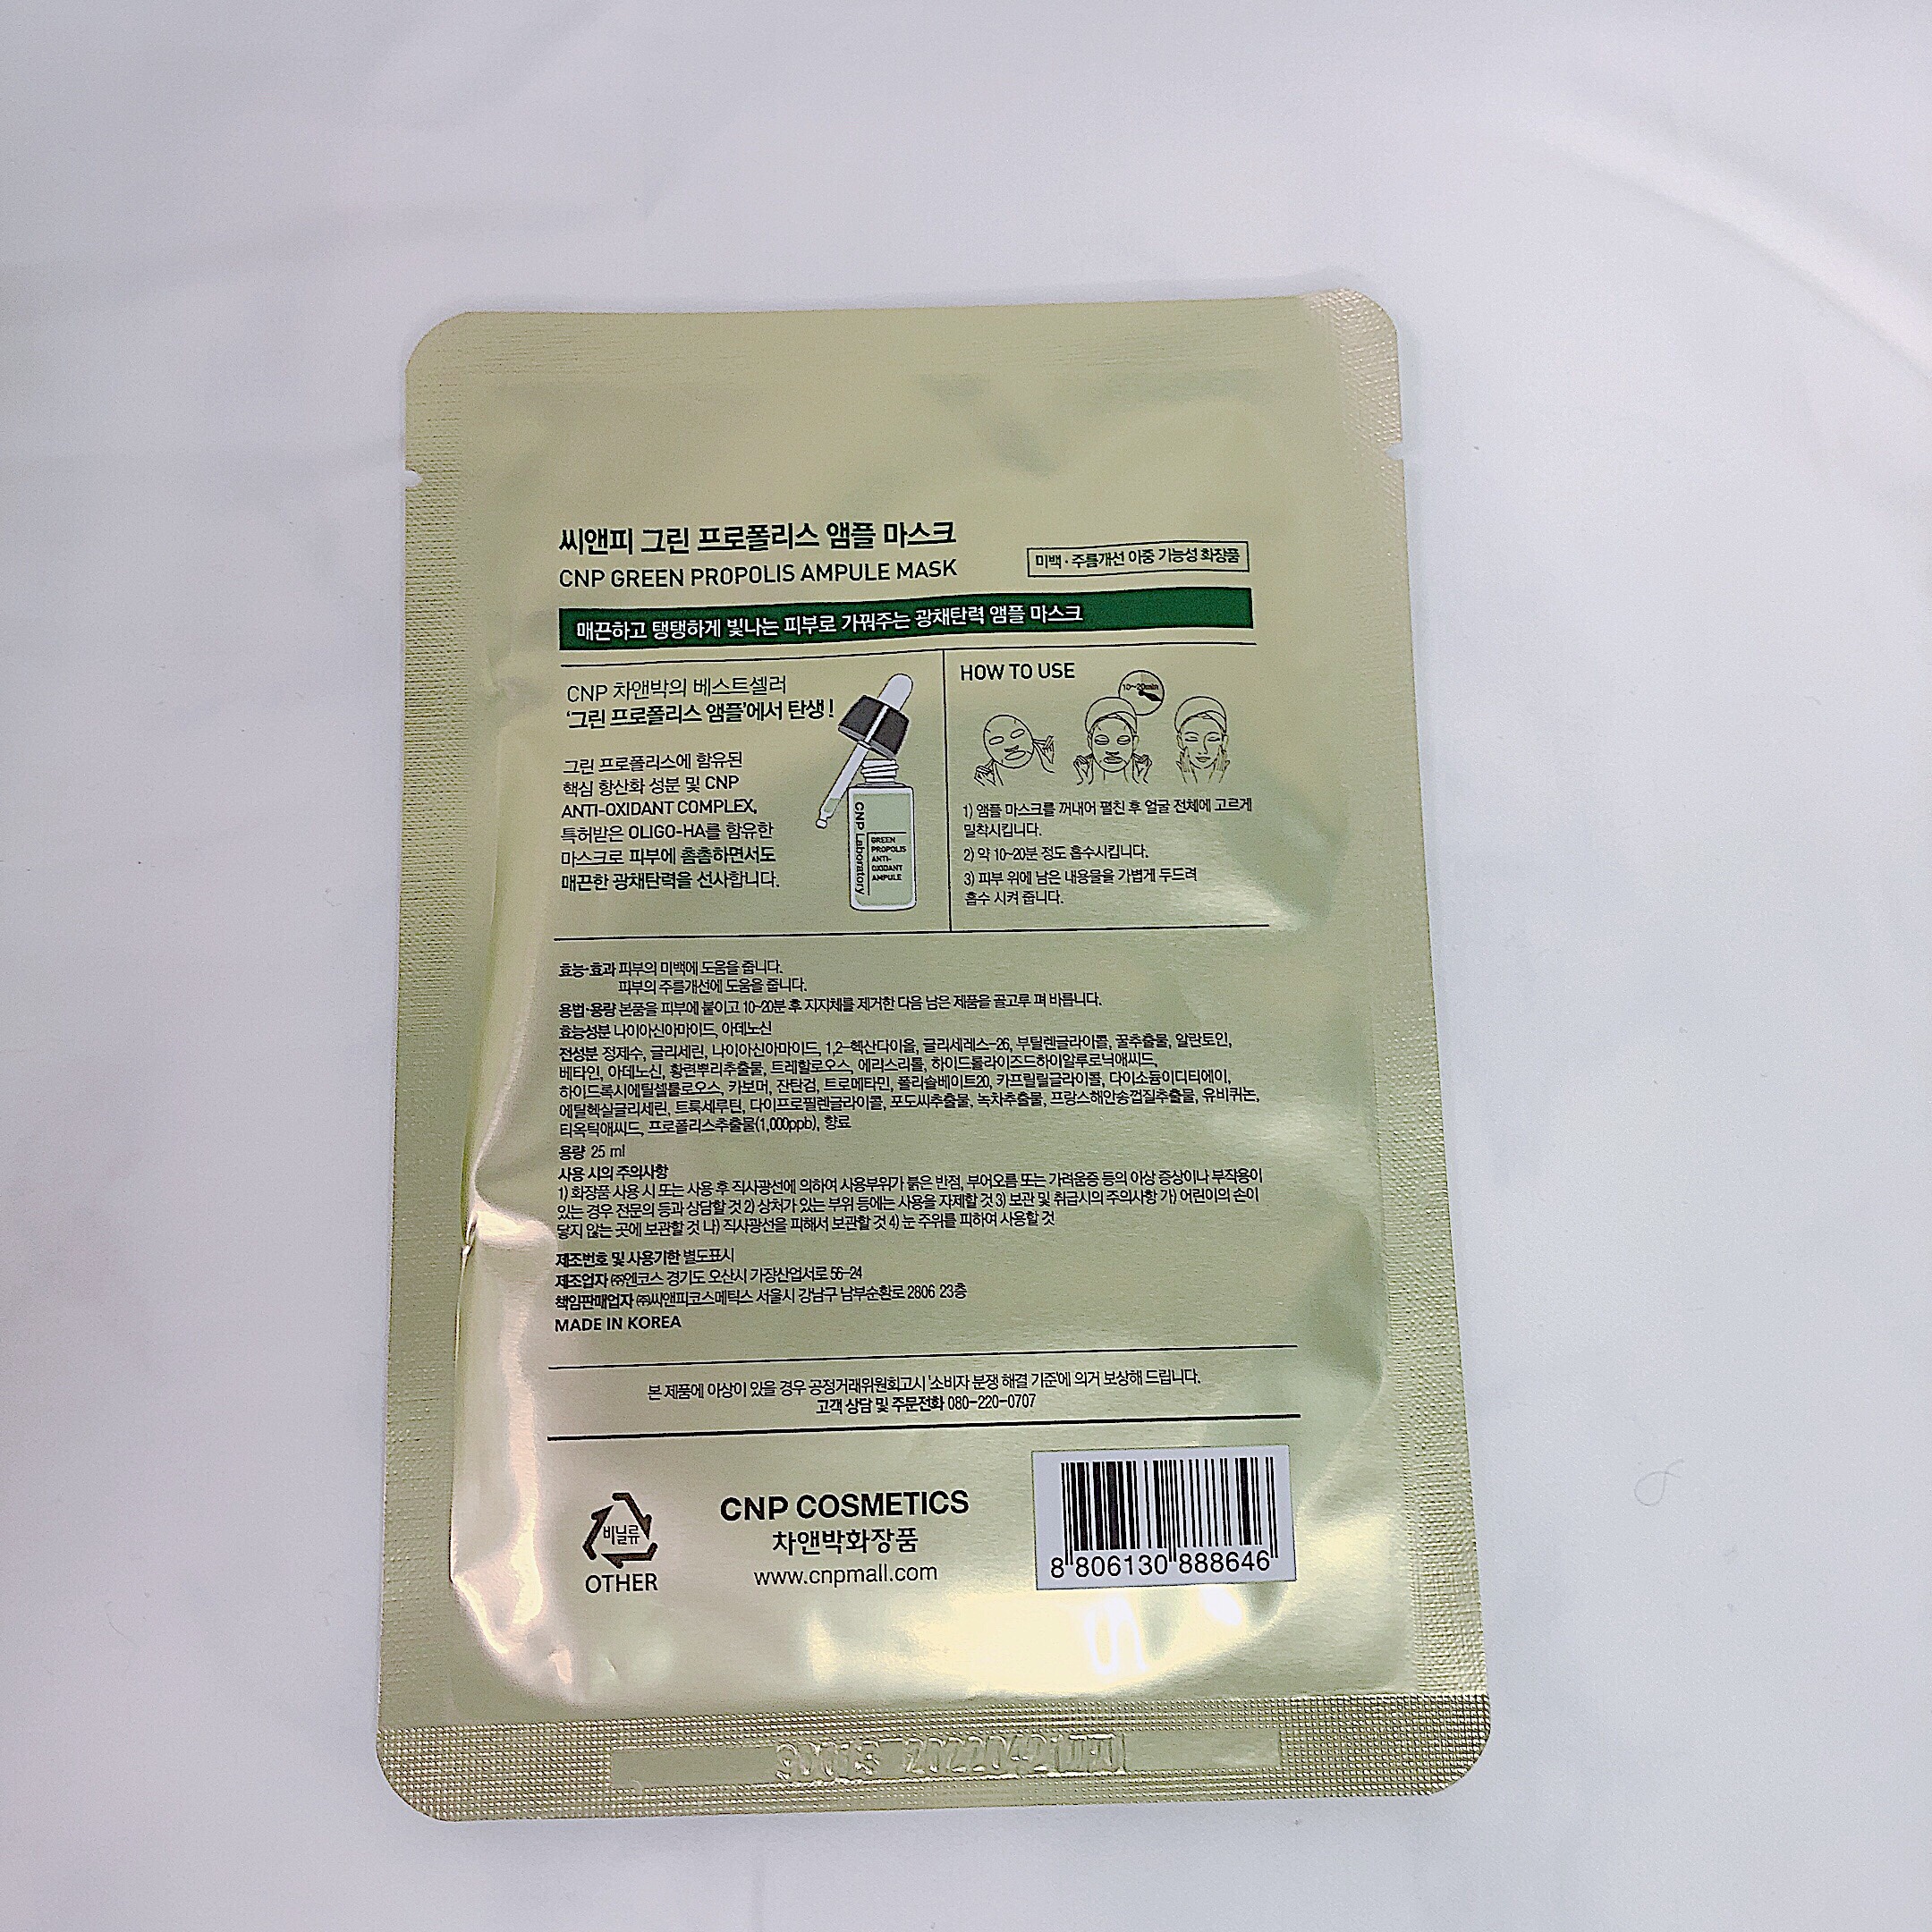 씨앤피 그린 프로폴리스 앰플 마스크
CNP GREEN PROPOLIS AMPULE MASK
미백·주름개선 이중 기능성 화장품
매끈하고 탱탱하게 빛나는 피부로 가꿔주는 광채탄력 앰플 마스크
CNP 차앤박의 베스트셀러
'그린 프로폴리스 앰플'에서 탄생!
그린 프로폴리스에 함유된
핵심 항산화 성분 및 CNP
ANTI-OXIDANT COMPLEX,
특허받은 OLIGO-HA를 함유한
마스크로 피부에 촘촘하면서도
매끈한 광채탄력을 선사합니다.
CNP Laboratory
GREEN
PROPOLIS
ANTI-
OXIDANT
AMPULE
HOW TO USE
10~20min
1) 앰플 마스크를 꺼내어 펼친 후 얼굴 전체에 고르게
밀착시킵니다.
2) 약 10~20분 정도 흡수시킵니다.
3) 피부 위에 남은 내용물을 가볍게 두드려
흡수 시켜 줍니다.
효능·효과 피부의 미백에 도움을 줍니다.
피부의 주름개선에 도움을 줍니다.
용법·용량 본품을 피부에 붙이고 10~20분 후 지지체를 제거한 다음 남은 제품을 골고루 펴 바릅니다.
효능성분 나이아신아마이드, 아데노신
전성분 정제수, 글리세린, 나이아신아마이드, 1,2-헥산다이올, 글리세레스-26, 부틸렌글라이콜, 꿀추출물, 알란토인,
베타인, 아데노신, 황련뿌리추출물, 트레할로오스, 에리스리톨, 하이드롤라이즈드하이알루로닉애씨드,
하이드록시에틸셀룰로오스, 카보머, 잔탄검, 트로메타민, 폴리솔베이트20, 카프릴릴글라이콜, 다이소듐이디티에이,
에틸헥실글리세린, 트룩세루틴, 다이프로필렌글라이콜, 포도씨추출물, 녹차추출물, 프랑스해안송껍질추출물, 유비퀴논,
티옥틱애씨드, 프로폴리스추출물(1,000ppb), 향료
용량 25 ml
사용 시의 주의사항
1) 화장품 사용 시 또는 사용 후 직사광선에 의하여 사용부위가 붉은 반점, 부어오름 또는 가려움증 등의 이상 증상이나 부작용이
있는 경우 전문의 등과 상담할 것 2) 상처가 있는 부위 등에는 사용을 자제할 것 3) 보관 및 취급시의 주의사항 가) 어린이의 손이
닿지 않는 곳에 보관할 것 나) 직사광선을 피해서 보관할 것 4) 눈 주위를 피하여 사용할 것
제조번호 및 사용기한 별도표시
제조업자 ㈜엔코스 경기도 오산시 가장산업서로 56-24
책임판매업자 ㈜씨앤피코스메틱스 서울시 강남구 남부순환로 2806 23층
MADE IN KOREA
본 제품에 이상이 있을 경우 공정거래위원회고시 '소비자 분쟁 해결 기준'에 의거 보상해 드립니다.
고객 상담 및 주문전화 080-220-0707
비닐류
OTHER
CNP COSMETICS
차앤박화장품
www.cnpmall.com
8 806130 888646
20220421까지